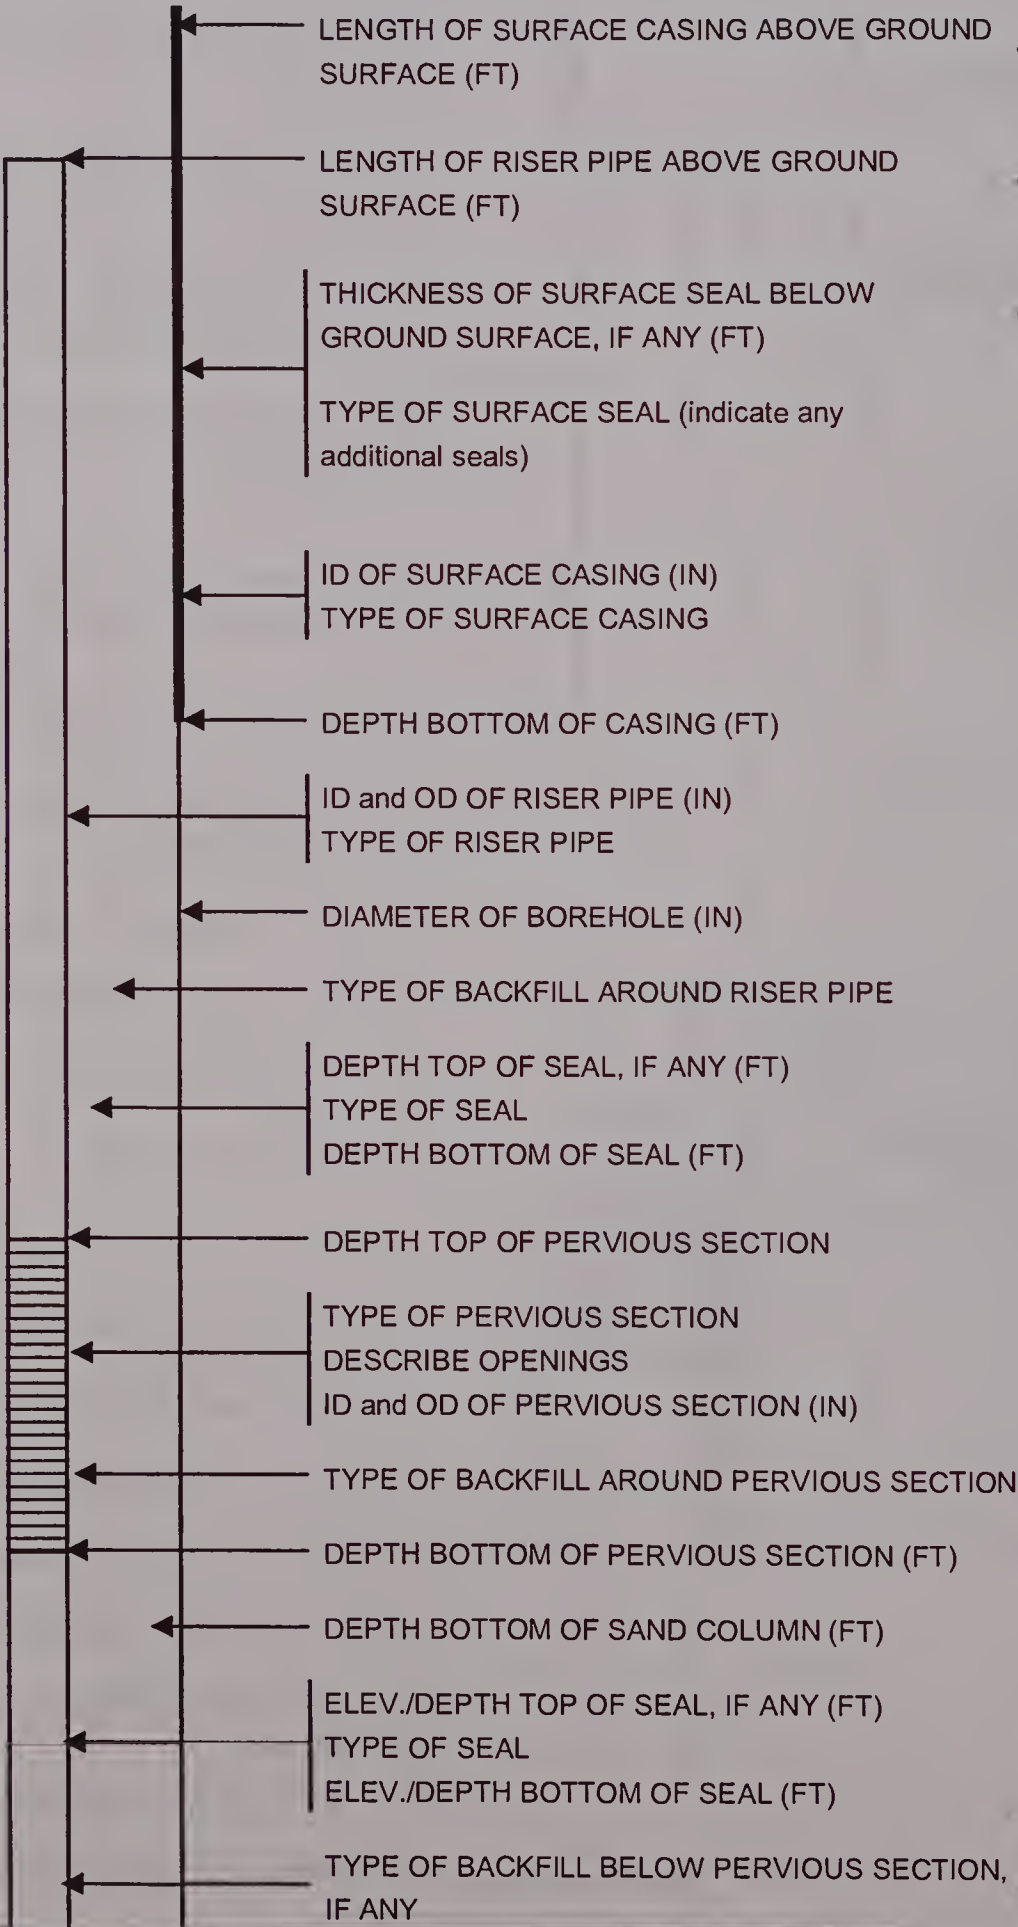 LENGTH OF SURFACE CASING ABOVE GROUND
SURFACE (FT)
LENGTH OF RISER PIPE ABOVE GROUND
SURFACE (FT)
THICKNESS OF SURFACE SEAL BELOW
GROUND SURFACE, IF ANY (FT)
TYPE OF SURFACE SEAL (indicate any
additional seals)
ID OF SURFACE CASING (IN)
TYPE OF SURFACE CASING
DEPTH BOTTOM OF CASING (FT)
ID and OD OF RISER PIPE (IN)
TYPE OF RISER PIPE
DIAMETER OF BOREHOLE (IN)
TYPE OF BACKFILL AROUND RISER PIPE
DEPTH TOP OF SEAL, IF ANY (FT)
TYPE OF SEAL
DEPTH BOTTOM OF SEAL (FT)
DEPTH TOP OF PERVIOUS SECTION
TYPE OF PERVIOUS SECTION
DESCRIBE OPENINGS
ID and OD OF PERVIOUS SECTION (IN)
TYPE OF BACKFILL AROUND PERVIOUS SECTION
DEPTH BOTTOM OF PERVIOUS SECTION (FT)
DEPTH BOTTOM OF SAND COLUMN (FT)
ELEV./DEPTH TOP OF SEAL, IF ANY (FT)
TYPE OF SEAL
ELEV./DEPTH BOTTOM OF SEAL (FT)
TYPE OF BACKFILL BELOW PERVIOUS SECTION,
IF ANY